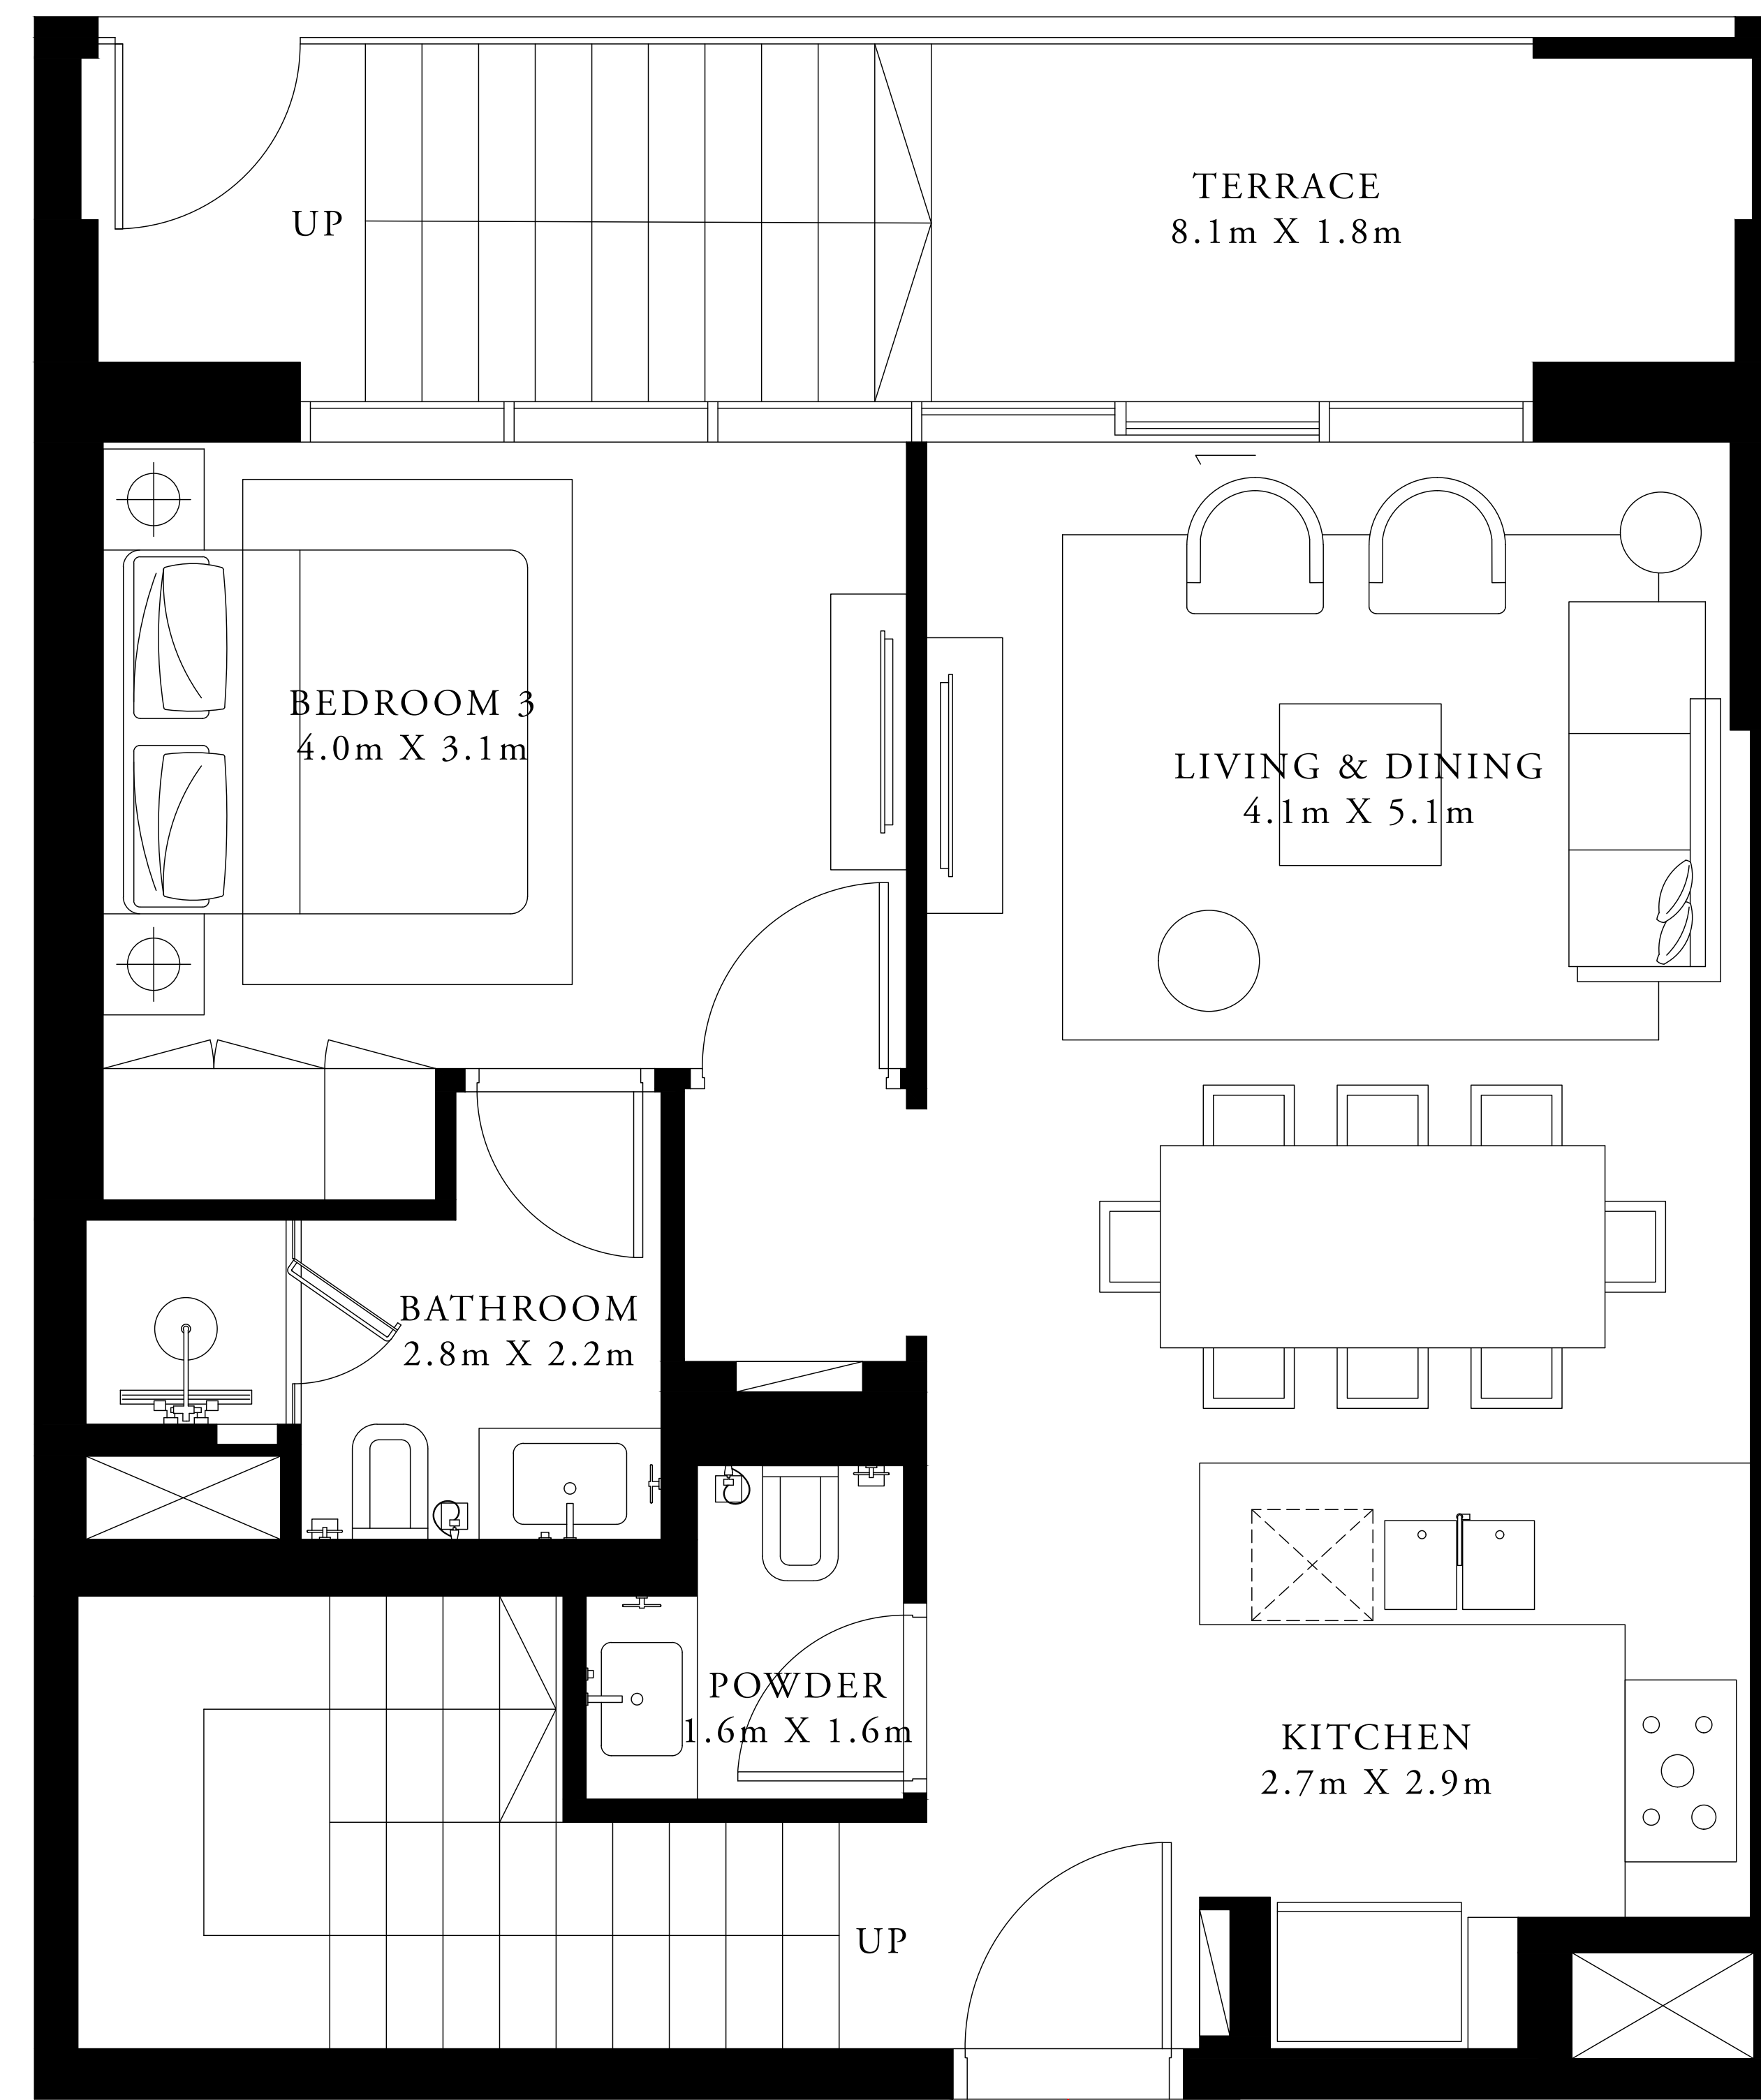 TERRACE
8.1m X 1.8m
UP
BEDROOM 3
4.0m X 3.1m
LIVING & DINING
4.1m X 5.1m
BATHROOM
2.8m X 2.2m
POWDER
1.6m X 1.6m
KITCHEN
2.7m X 2.9m
UP